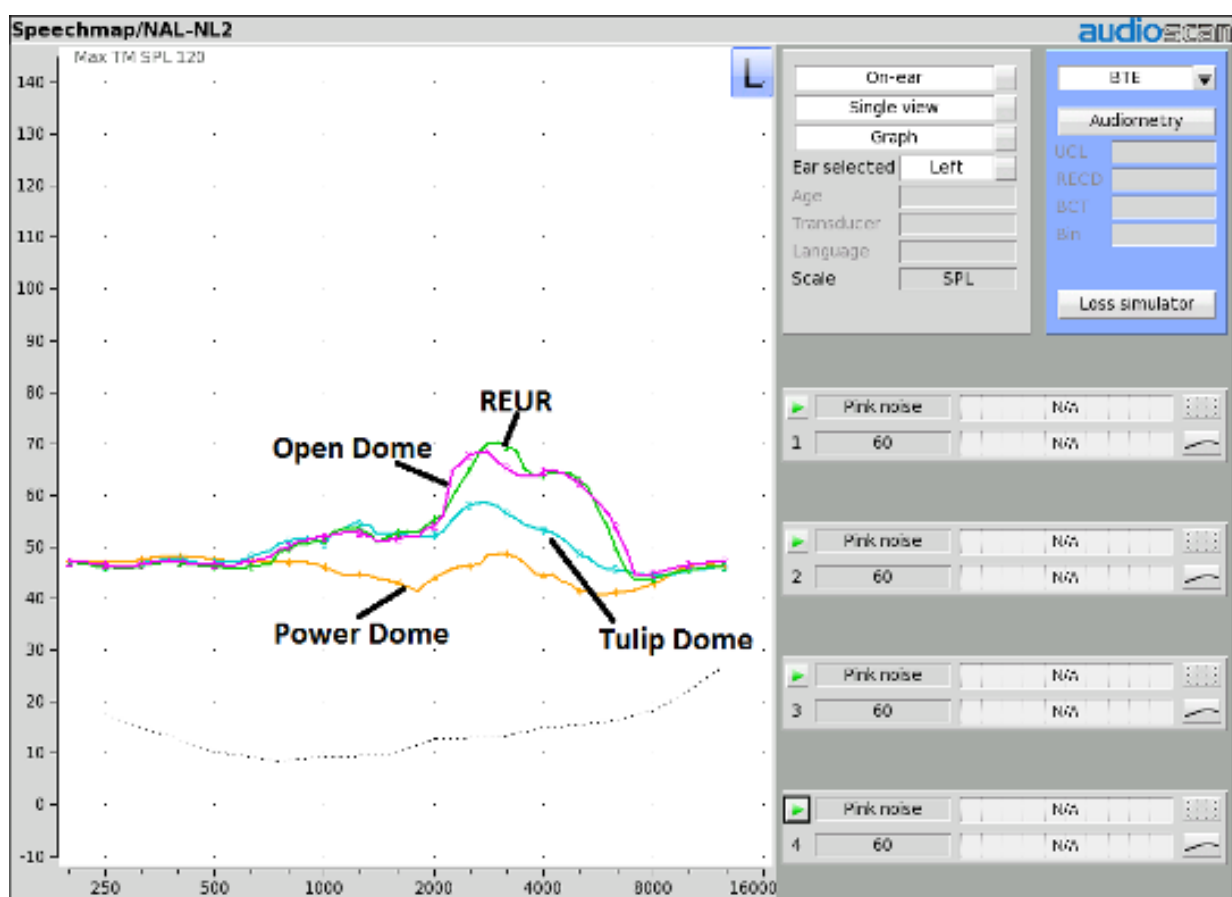 Speechmap/NAL-NL2
audioscan
Max TM SPL 120
L
140
130
120
110
100
90
80
70
60
50
40
30
20
10
0
-10
250 500 1000 2000 4000 8000 16000
REUR
Open Dome
Power Dome
Tulip Dome
On-ear
Single view
Graph
Ear selected Left
Age
Transducer
Language
Scale SPL
BTE
Audiometry
UCL
RECD
BCT
Bin
Loss simulator
Pink noise N/A
1 60 N/A
Pink noise N/A
2 60 N/A
Pink noise N/A
3 60 N/A
Pink noise N/A
4 60 N/A